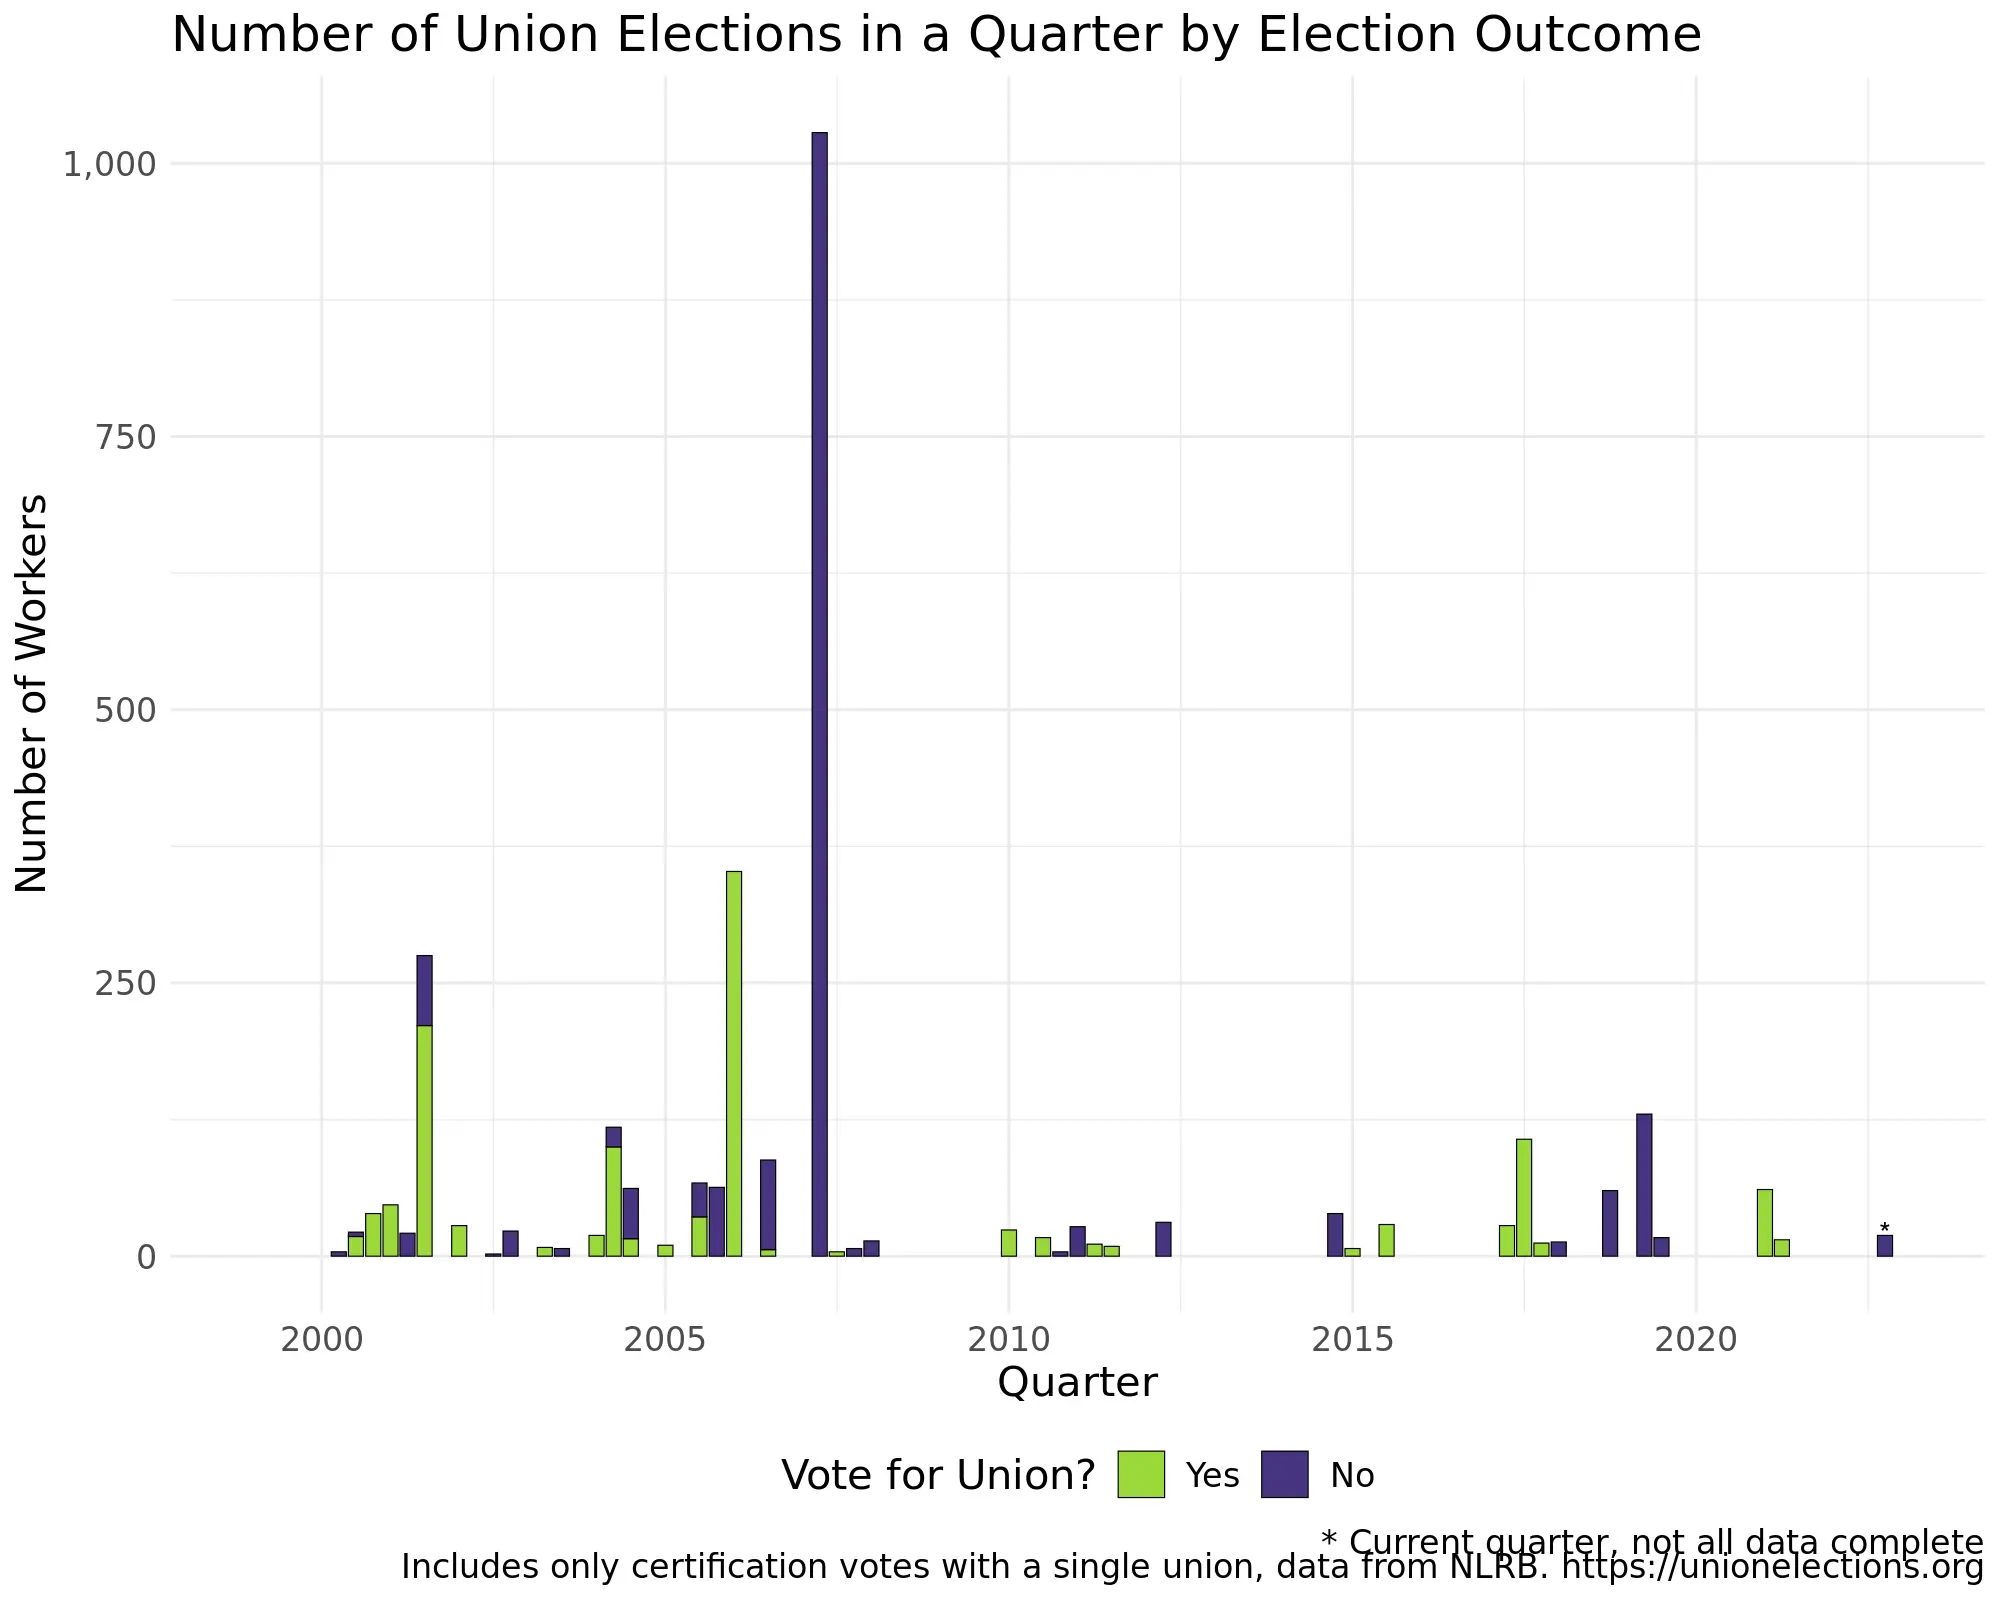 Number of Union Elections in a Quarter by Election Outcome
1,000
750
500
250
0
Number of Workers
*
2000 2005 2010 2015 2020
Quarter
Vote for Union? Yes No
* Current quarter, not all data complete
Includes only certification votes with a single union, data from NLRB. https://unionelections.org